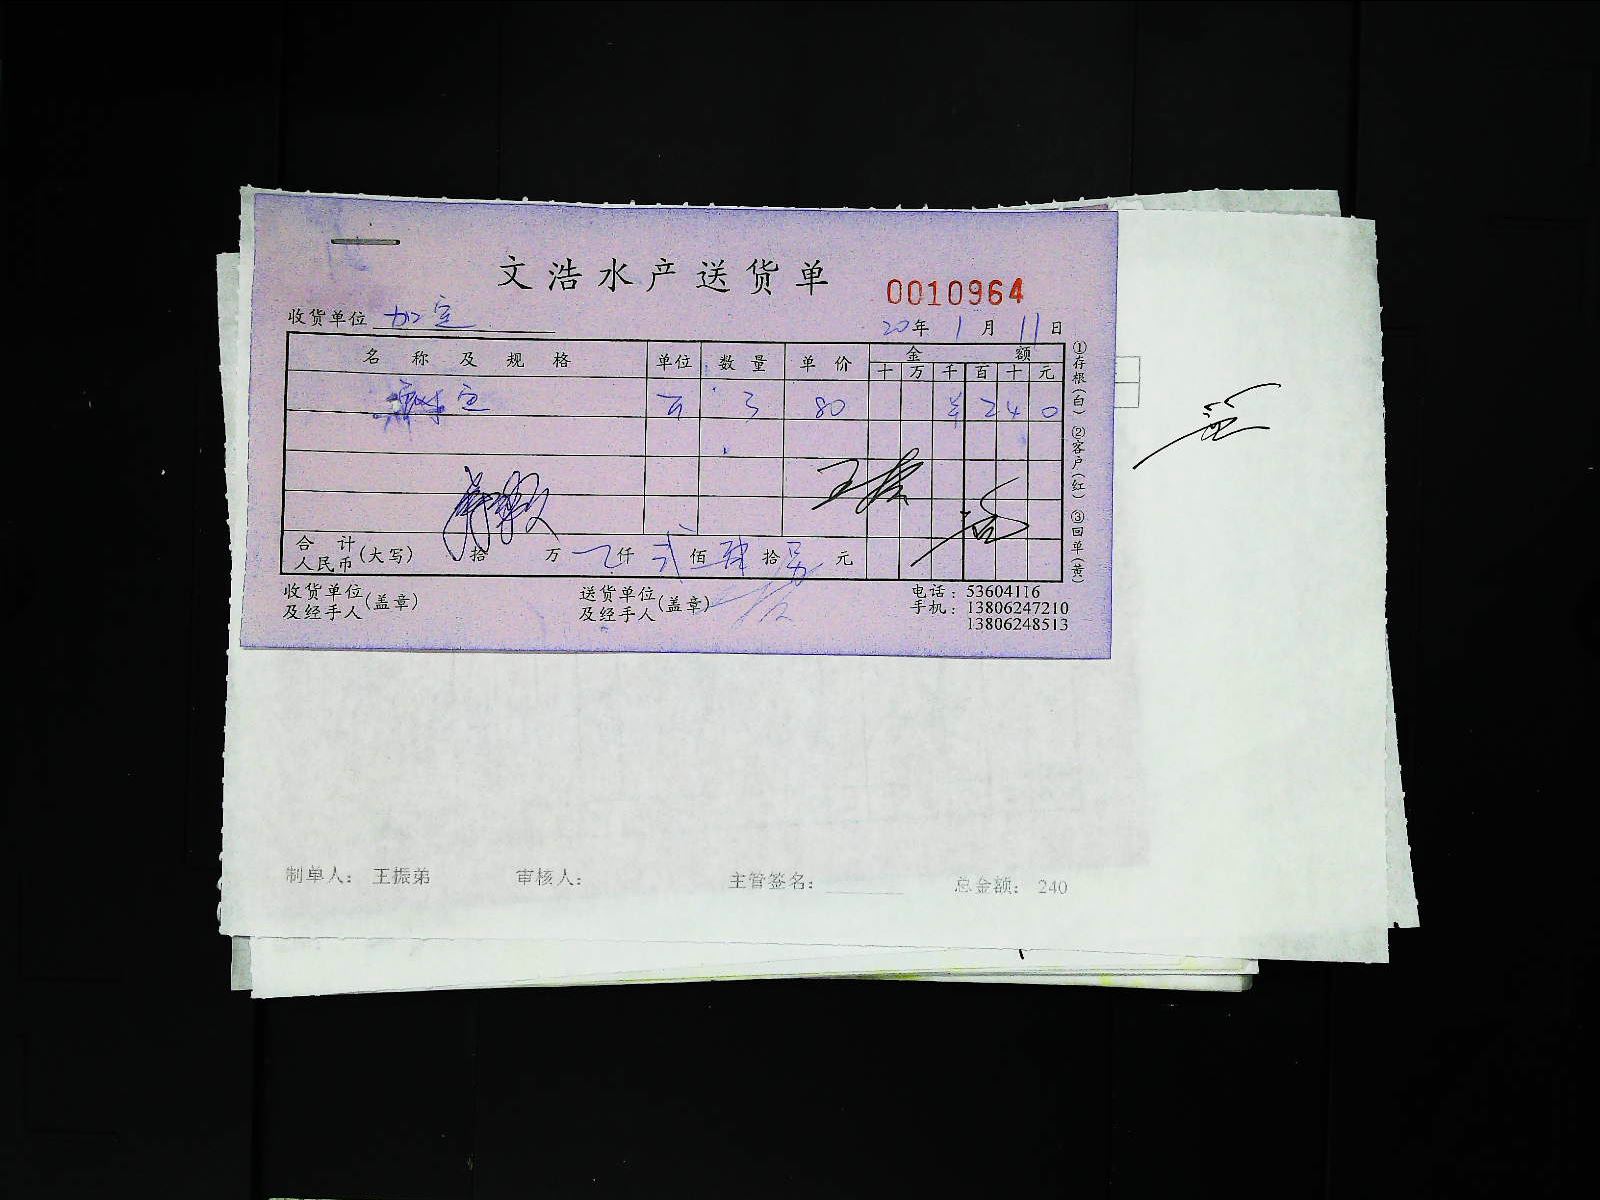 文浩水产送货单
0010964
收货单位 加宝
20年 1月 11日
名称及规格 单位 数量 单价 金额
十 万 千 百 十 元
3 80 ¥ 2 4 0
合计人民币(大写) 拾 万 仟 弍佰 肆拾 元
收货单位及经手人(盖章) 送货单位及经手人(盖章)
电话:53604116
手机:13806247210
13806248513
①存根(白) ②客户(红) ③回单(黄)
制单人: 王振弟 审核人: 主管签名: 总金额: 240